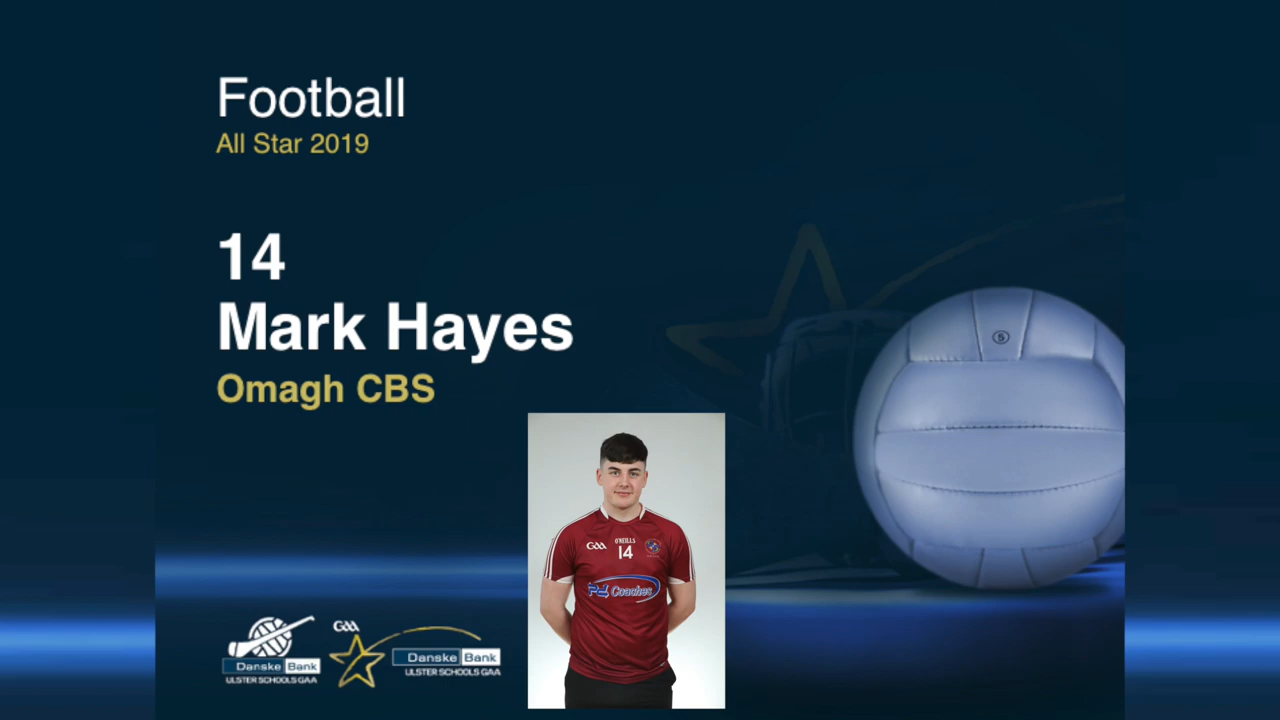 Football
All Star 2019
14
Mark Hayes
Omagh CBS
5
GAA
O'NEILLS
14
Coaches
GAA
Danske Bank
ULSTER SCHOOLS GAA
Danske Bank
ULSTER SCHOOLS GAA